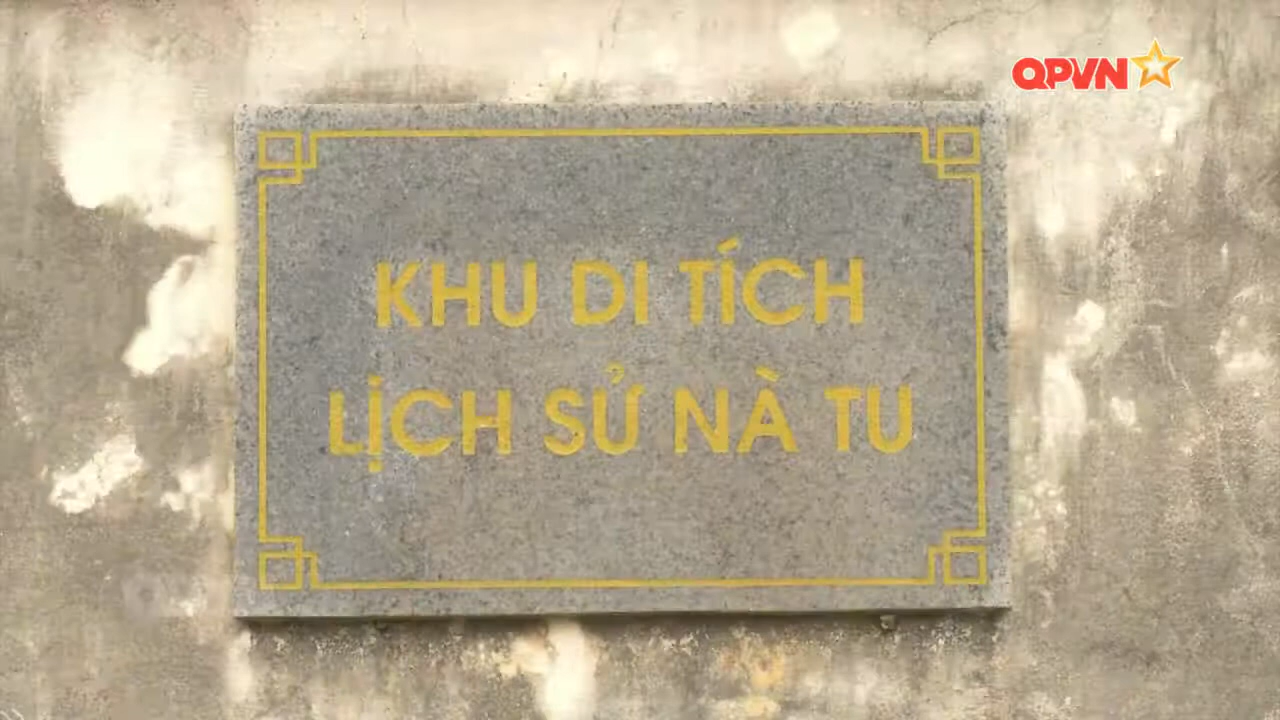 QPVN
KHU DI TÍCH
LỊCH SỬ NÀ TU